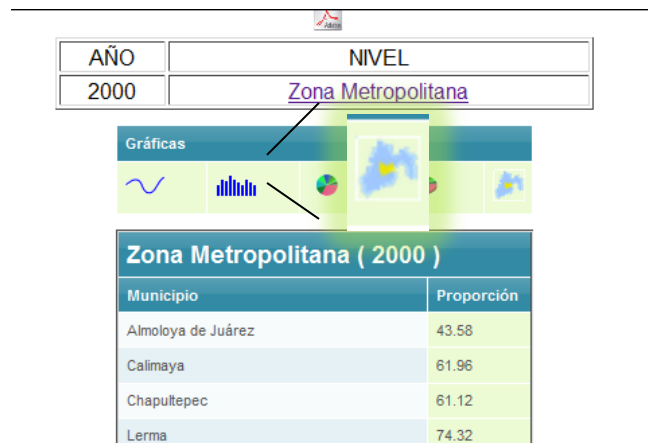 Adobe
AÑO NIVEL
2000 Zona Metropolitana
Gráficas
Zona Metropolitana ( 2000 )
Municipio Proporción
Almoloya de Juárez 43.58
Calimaya 61.96
Chapultepec 61.12
Lerma 74.32